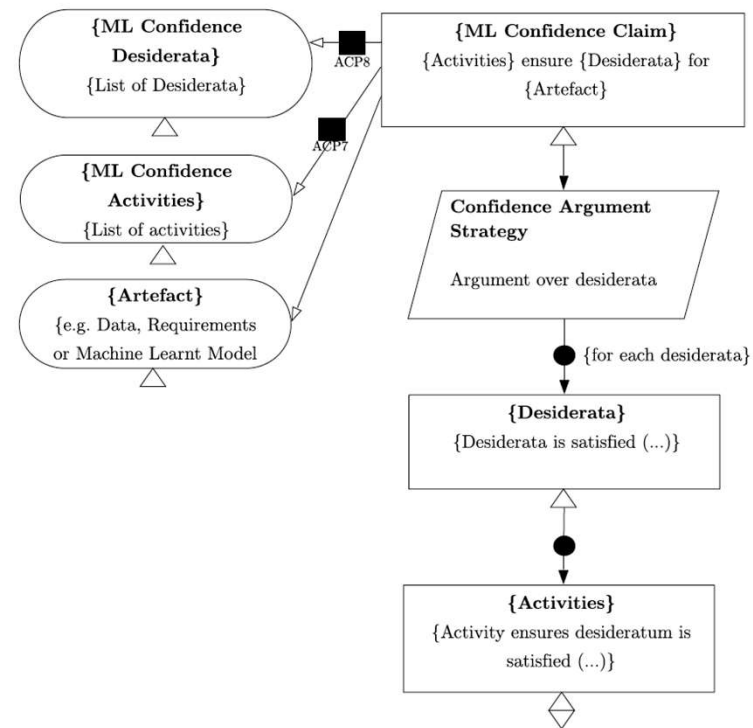 {ML Confidence
Desiderata}
{List of Desiderata}
ACP8
{ML Confidence Claim}
{Activities} ensure {Desiderata} for
{Artefact}
ACP7
{ML Confidence
Activities}
{List of activities}
Confidence Argument
Strategy
Argument over desiderata
{Artefact}
{e.g. Data, Requirements
or Machine Learnt Model
{for each desiderata}
{Desiderata}
{Desiderata is satisfied (...)}
{Activities}
{Activity ensures desideratum is
satisfied (...)}